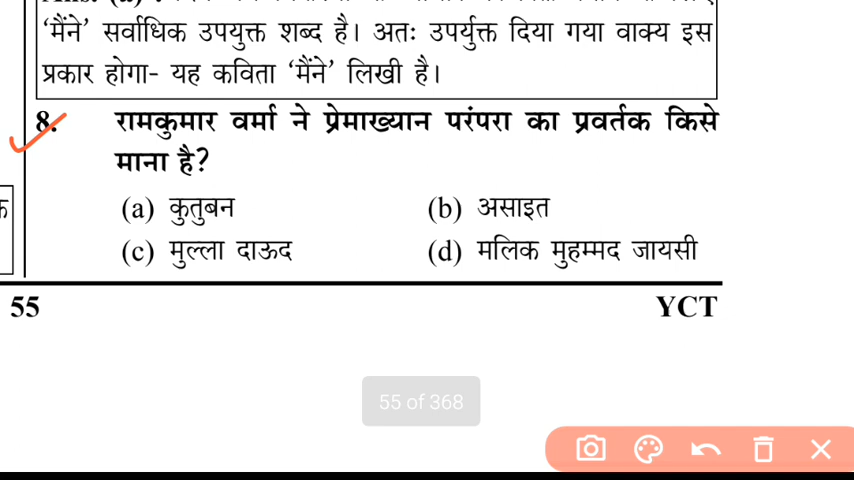 'मैंने' सर्वाधिक उपयुक्त शब्द है। अतः उपर्युक्त दिया गया वाक्य इस
प्रकार होगा- यह कविता 'मैंने' लिखी है।
8. रामकुमार वर्मा ने प्रेमाख्यान परंपरा का प्रवर्तक किसे
माना है?
(a) कुतुबन (b) असाइत
(c) मुल्ला दाऊद (d) मलिक मुहम्मद जायसी
55 YCT
55 of 368